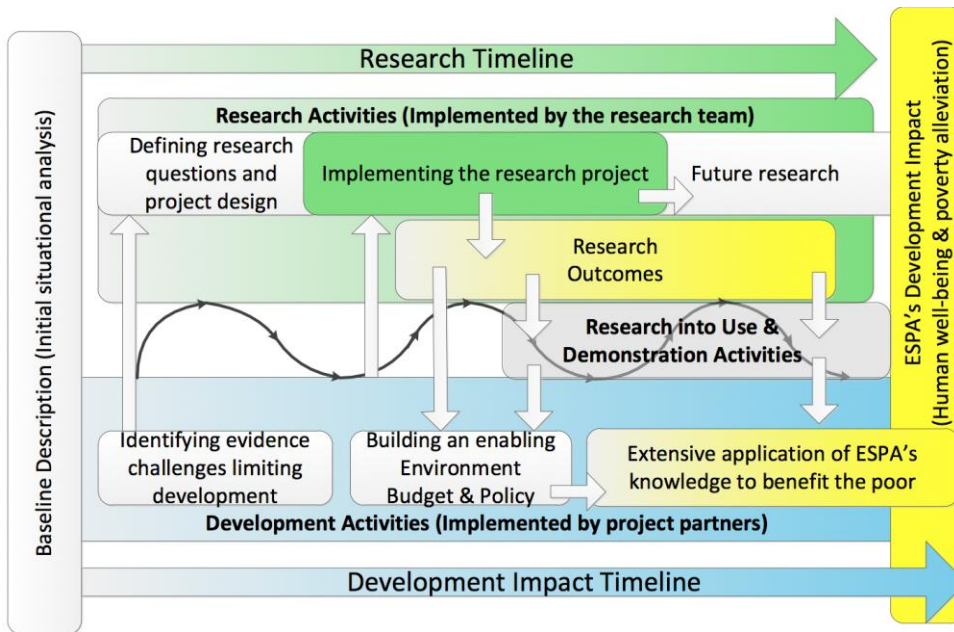 Baseline Description (Initial situational analysis)
Research Timeline
Research Activities (Implemented by the research team)
Defining research
questions and
project design
Implementing the research project
Future research
Research
Outcomes
Research into Use &
Demonstration Activities
Identifying evidence
challenges limiting
development
Building an enabling
Environment
Budget & Policy
Extensive application of ESPA's
knowledge to benefit the poor
Development Activities (Implemented by project partners)
Development Impact Timeline
ESPA's Development Impact
(Human well-being & poverty alleviation)